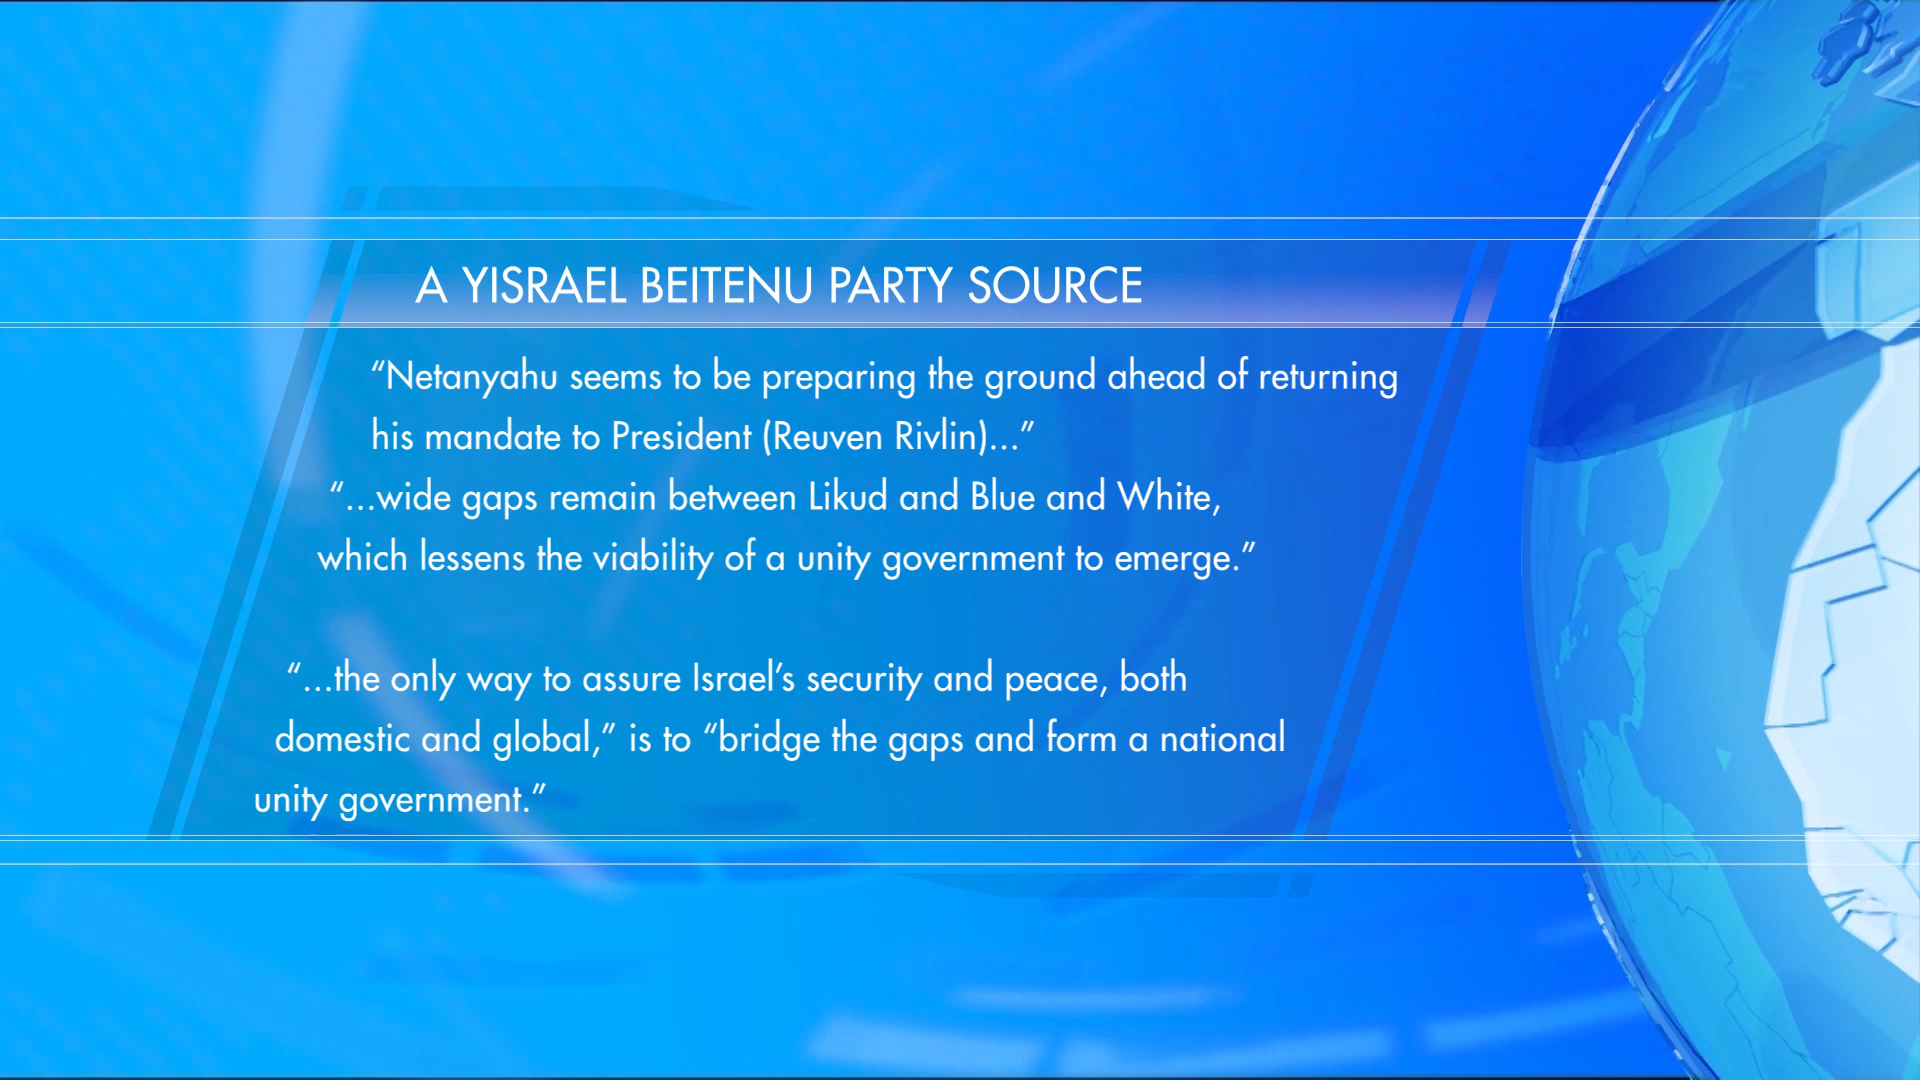 A YISRAEL BEITENU PARTY SOURCE
“Netanyahu seems to be preparing the ground ahead of returning
his mandate to President (Reuven Rivlin)...”
“...wide gaps remain between Likud and Blue and White,
which lessens the viability of a unity government to emerge.”
“...the only way to assure Israel’s security and peace, both
domestic and global,” is to “bridge the gaps and form a national
unity government.”